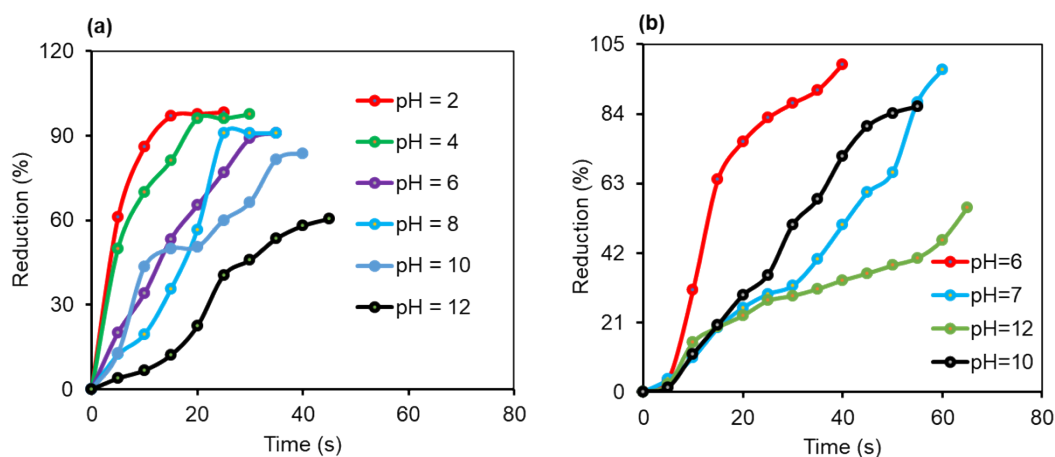 (a)
120
90
60
30
0
Reduction (%)
0 20 40 60 80
Time (s)
pH = 2
pH = 4
pH = 6
pH = 8
pH = 10
pH = 12
(b)
105
84
63
42
21
0
Reduction (%)
0 20 40 60 80
Time (s)
pH=6
pH=7
pH=12
pH=10